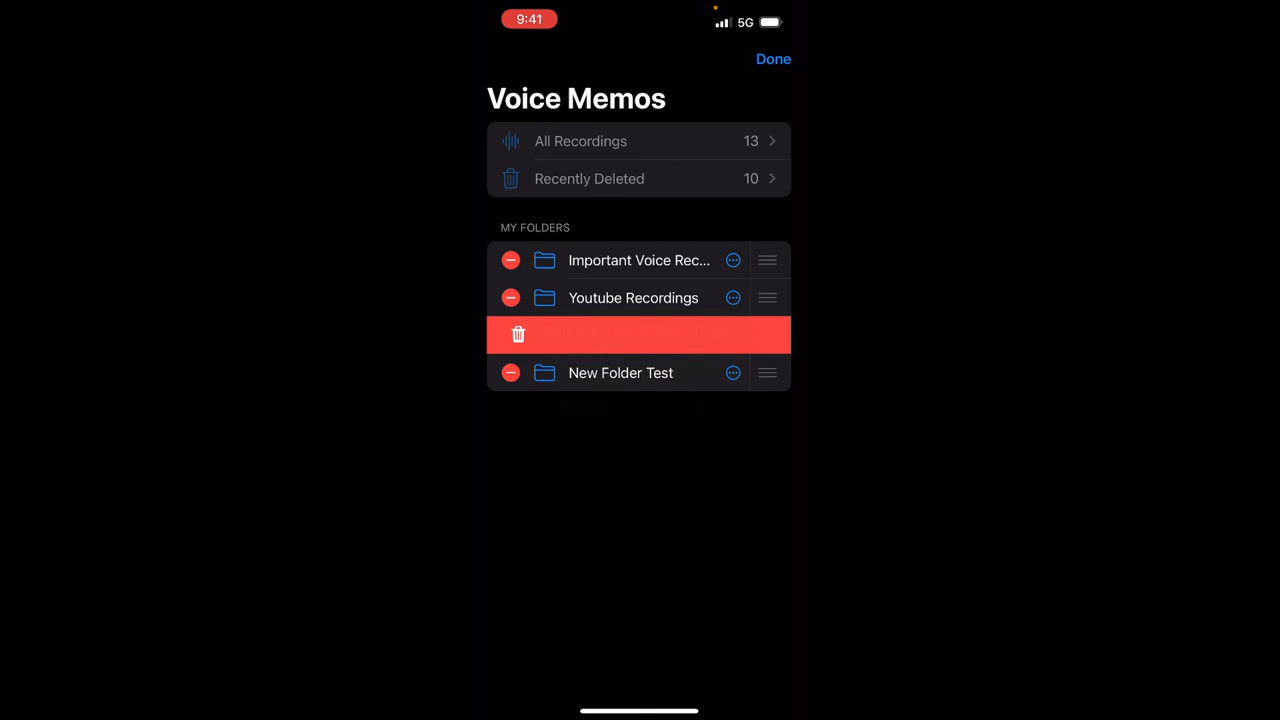 9:41
5G
Done
Voice Memos
All Recordings 13
Recently Deleted 10
MY FOLDERS
Important Voice Rec...
Youtube Recordings
New Folder Test